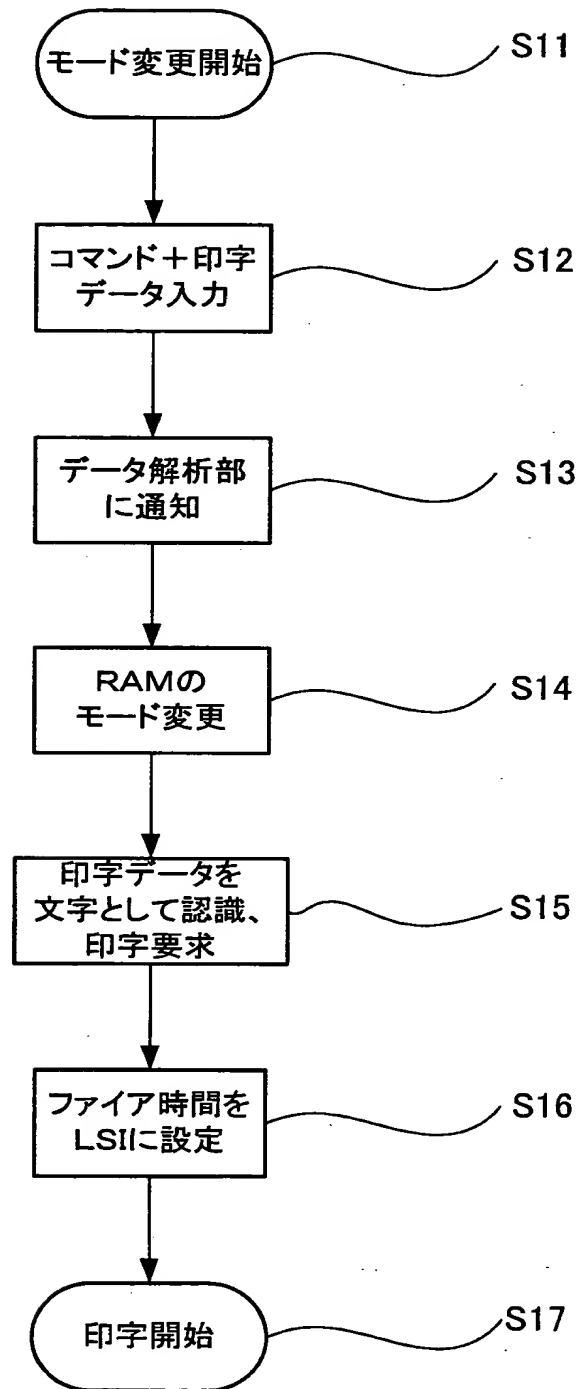 モード変更開始
S11
コマンド+印字
データ入力
S12
データ解析部
に通知
S13
RAMの
モード変更
S14
印字データを
文字として認識、
印字要求
S15
ファイア時間を
LSIに設定
S16
印字開始
S17